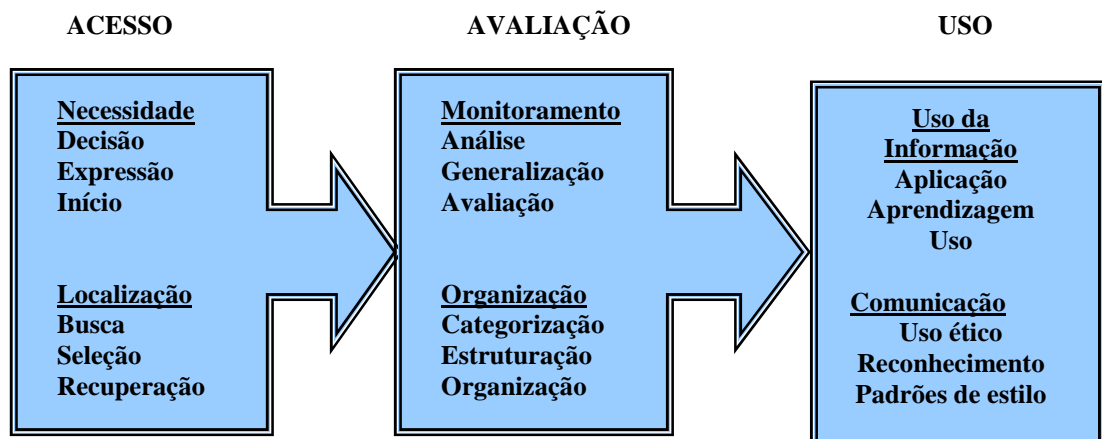 ACESSO
AVALIAÇÃO
USO
Necessidade
Decisão
Expressão
Início
Localização
Busca
Seleção
Recuperação
Monitoramento
Análise
Generalização
Avaliação
Organização
Categorização
Estruturação
Organização
Uso da
Informação
Aplicação
Aprendizagem
Uso
Comunicação
Uso ético
Reconhecimento
Padrões de estilo